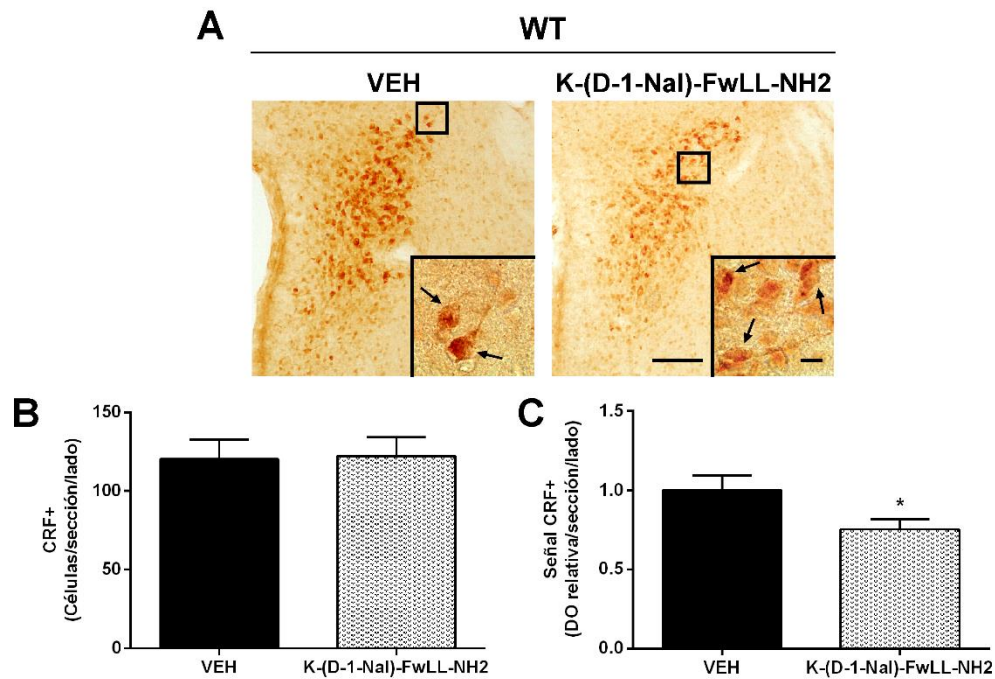 A
WT
VEH
K-(D-1-Nal)-FwLL-NH2
B
CRF+
(Células/sección/lado)
150
100
50
0
VEH
K-(D-1-Nal)-FwLL-NH2
C
Señal CRF+
(DO relativa/sección/lado)
1.5
1.0
0.5
0.0
*
VEH
K-(D-1-Nal)-FwLL-NH2